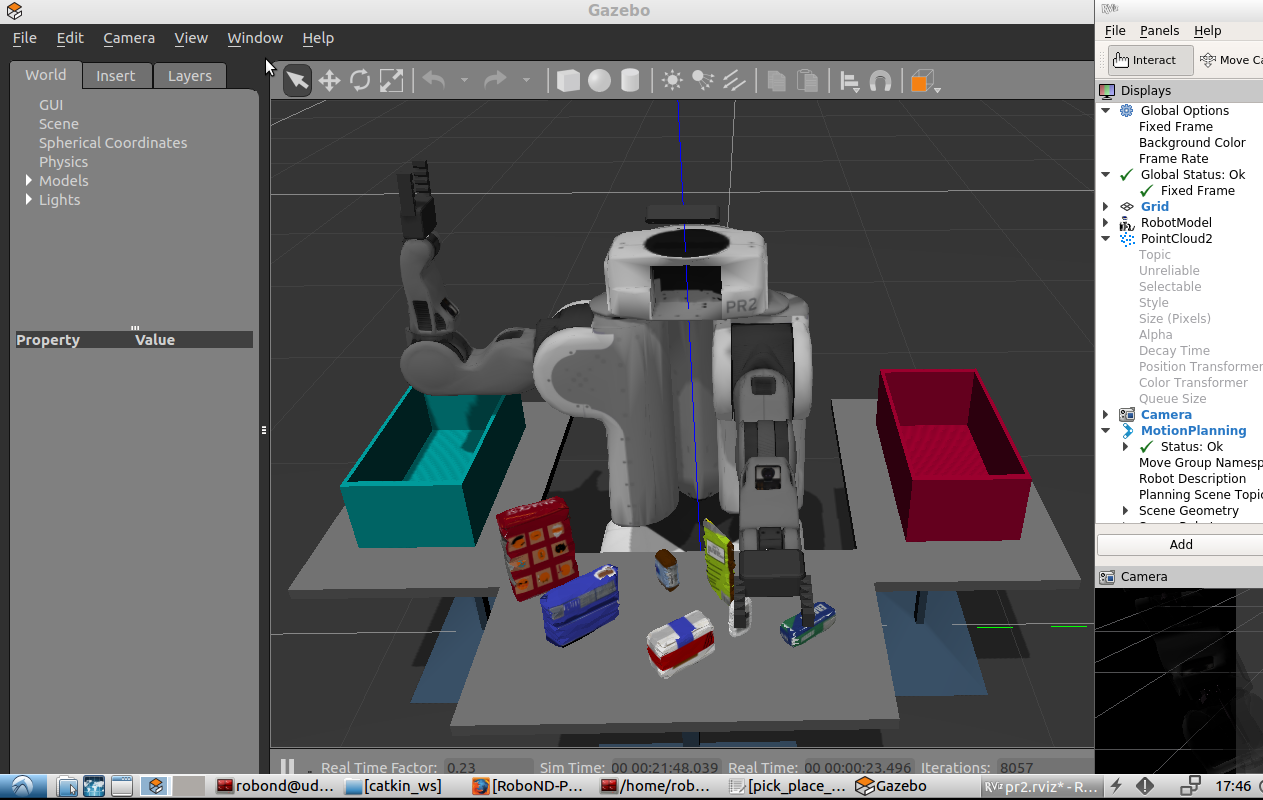 Gazebo
File Edit Camera View Window Help
World Insert Layers
GUI
Scene
Spherical Coordinates
Physics
Models
Lights
Property Value
PR2
Real Time Factor: 0.23 Sim Time: 00 00:21:48.039 Real Time: 00 00:00:23.496 Iterations: 8057
RViz
File Panels Help
Interact Move Ca
Displays
Global Options
Fixed Frame
Background Color
Frame Rate
Global Status: Ok
Fixed Frame
Grid
RobotModel
PointCloud2
Topic
Unreliable
Selectable
Style
Size (Pixels)
Alpha
Decay Time
Position Transformer
Color Transformer
Queue Size
Camera
MotionPlanning
Status: Ok
Move Group Namesp
Robot Description
Planning Scene Topic
Scene Geometry
Add
Camera
robond@ud... [catkin_ws] [RoboND-P... /home/rob... [pick_place_... Gazebo RViz pr2.rviz* - R... 17:46